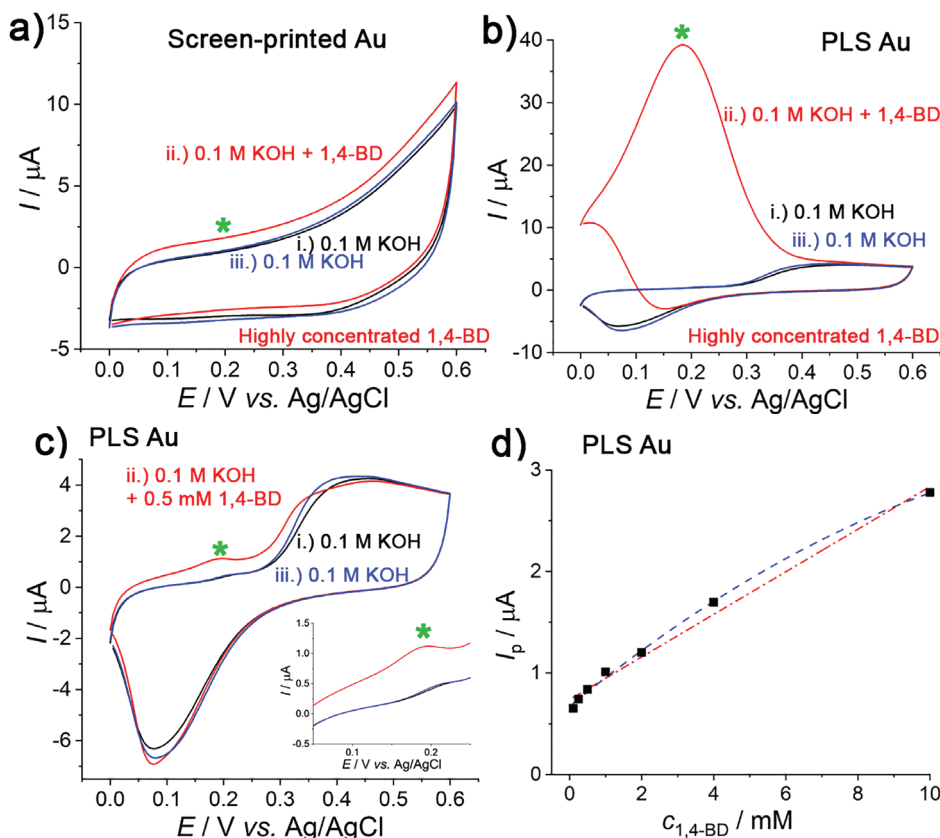 a)
Screen-printed Au
15
10
5
0
-5
I / µA
ii.) 0.1 M KOH + 1,4-BD
*
i.) 0.1 M KOH
iii.) 0.1 M KOH
Highly concentrated 1,4-BD
0.0 0.1 0.2 0.3 0.4 0.5 0.6
E / V vs. Ag/AgCl
b)
PLS Au
40
30
20
10
0
-10
I / µA
*
ii.) 0.1 M KOH + 1,4-BD
i.) 0.1 M KOH
iii.) 0.1 M KOH
Highly concentrated 1,4-BD
0.0 0.1 0.2 0.3 0.4 0.5 0.6
E / V vs. Ag/AgCl
c)
PLS Au
4
2
0
-2
-4
-6
I / µA
ii.) 0.1 M KOH
+ 0.5 mM 1,4-BD
*
i.) 0.1 M KOH
iii.) 0.1 M KOH
1.5
1.0
0.5
0.0
-0.5
I / µA
*
0.1 0.2
E / V vs. Ag/AgCl
0.0 0.1 0.2 0.3 0.4 0.5 0.6
E / V vs. Ag/AgCl
d)
PLS Au
3
2
1
0
Ip / µA
0 2 4 6 8 10
c1,4-BD / mM